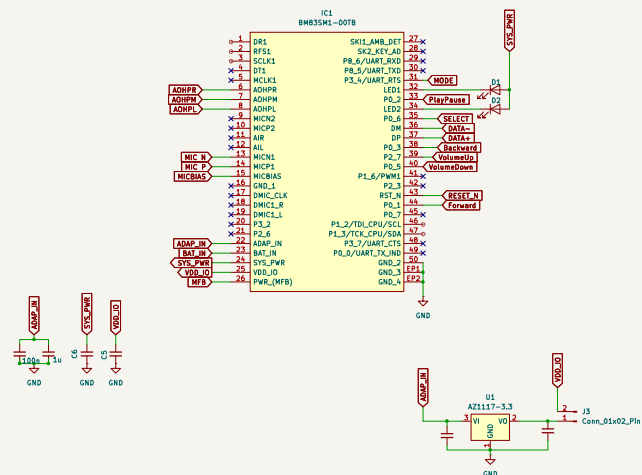 IC1
BM83SM1-00TB
1 DR1
2 RFS1
3 SCLK1
4 DT1
5 MCLK1
AOHPR 6 AOHPR
AOHPM 7 AOHPM
AOHPL 8 AOHPL
9 MICN2
10 MICP2
11 AIR
12 AIL
MIC_N 13 MICN1
MIC_P 14 MICP1
MICBIAS 15 MICBIAS
16 GND_1
17 DMIC_CLK
18 DMIC1_R
19 DMIC1_L
20 P3_2
21 P2_6
ADAP_IN 22 ADAP_IN
BAT_IN 23 BAT_IN
SYS_PWR 24 SYS_PWR
VDD_IO 25 VDD_IO
MFB 26 PWR_(MFB)
SKI1_AMB_DET 27
SK2_KEY_AD 28
P8_6/UART_RXD 29
P8_5/UART_TXD 30
P3_4/UART_RTS 31 MODE
LED1 32
P0_2 33 PlayPause
LED2 34
P0_6 35 SELECT
DM 36 DATA-
DP 37 DATA+
P0_3 38 Backward
P2_7 39 VolumeUp
P0_5 40 VolumeDown
P1_6/PWM1 41
P2_3 42
RST_N 43 RESET_N
P0_1 44 Forward
P0_7 45
P1_2/TDI_CPU/SCL 46
P1_3/TCK_CPU/SDA 47
P3_7/UART_CTS 48
P0_0/UART_TX_IND 49
GND_2 50
GND_3 EP1
GND_4 EP2
GND
SYS_PWR
D1
D2
ADAP_IN
100n
1u
GND
SYS_PWR
C6
GND
VDD_IO
C5
GND
ADAP_IN
U1
AZ1117-3.3
3 VI
VO 2
GND
1
GND
VDD_IO
2
1
J3
Conn_01x02_Pin